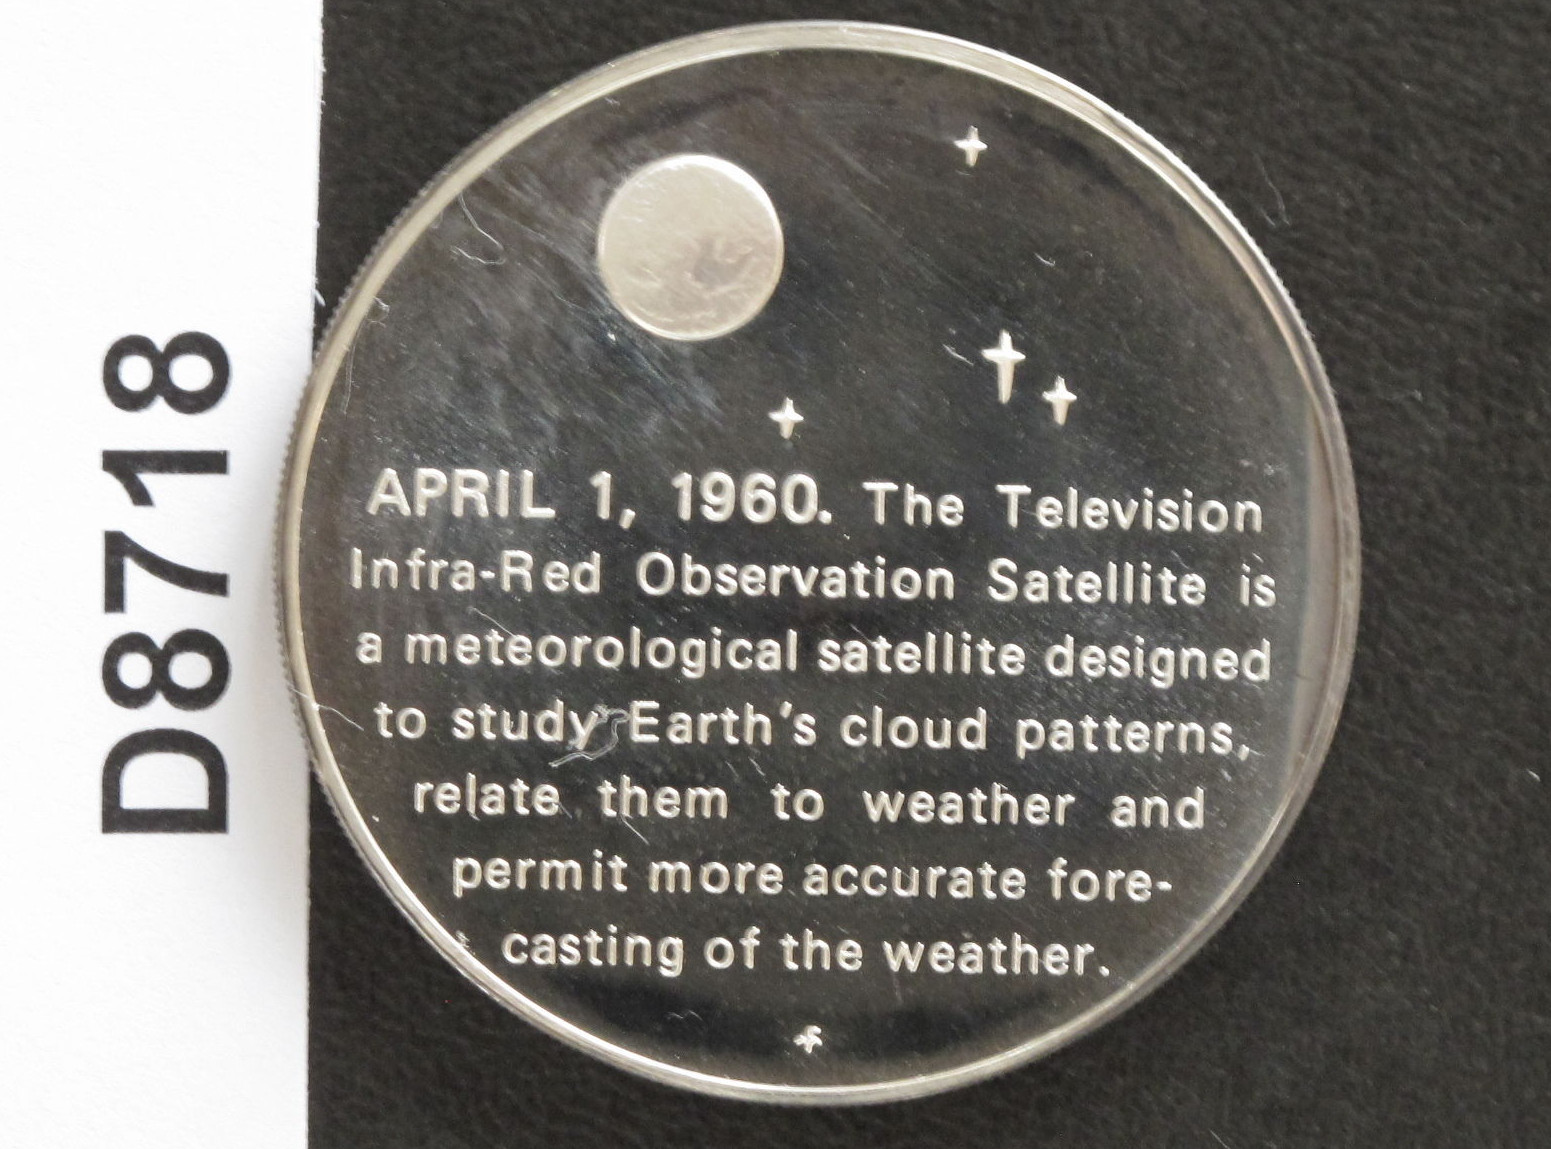 D8718
APRIL 1, 1960. The Television
Infra-Red Observation Satellite is
a meteorological satellite designed
to study Earth's cloud patterns,
relate them to weather and
permit more accurate fore-
casting of the weather.